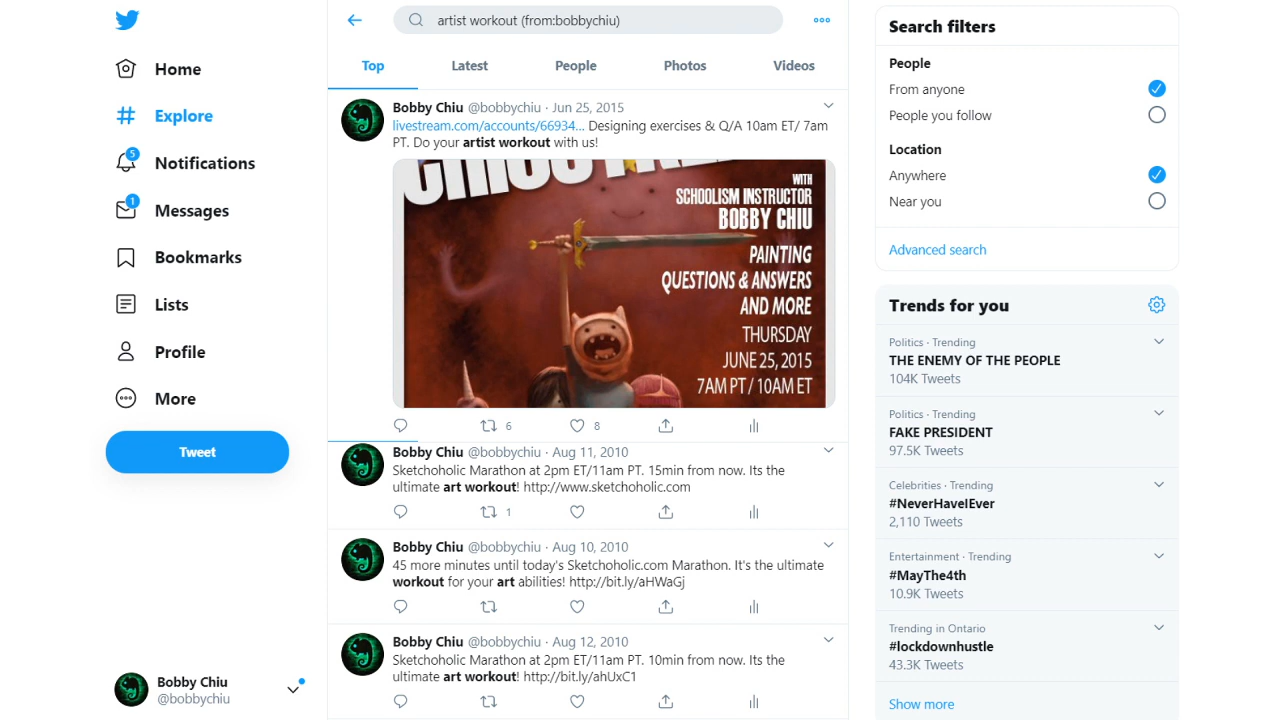 artist workout (from:bobbychiu)
Home
Explore
5
Notifications
1
Messages
Bookmarks
Lists
Profile
More
Tweet
Bobby Chiu
@bobbychiu
Top
Latest
People
Photos
Videos
Bobby Chiu @bobbychiu · Jun 25, 2015
livestream.com/accounts/66934... Designing exercises & Q/A 10am ET/ 7am
PT. Do your artist workout with us!
WITH
SCHOOLISM INSTRUCTOR
BOBBY CHIU
PAINTING
QUESTIONS & ANSWERS
AND MORE
THURSDAY
JUNE 25, 2015
7AM PT / 10AM ET
6
8
Bobby Chiu @bobbychiu · Aug 11, 2010
Sketchoholic Marathon at 2pm ET/11am PT. 15min from now. Its the
ultimate art workout! http://www.sketchoholic.com
1
Bobby Chiu @bobbychiu · Aug 10, 2010
45 more minutes until today's Sketchoholic.com Marathon. It's the ultimate
workout for your art abilities! http://bit.ly/aHWaGj
Bobby Chiu @bobbychiu · Aug 12, 2010
Sketchoholic Marathon at 2pm ET/11am PT. 10min from now. Its the
ultimate art workout! http://bit.ly/ahUxC1
Search filters
People
From anyone
People you follow
Location
Anywhere
Near you
Advanced search
Trends for you
Politics · Trending
THE ENEMY OF THE PEOPLE
104K Tweets
Politics · Trending
FAKE PRESIDENT
97.5K Tweets
Celebrities · Trending
#NeverHaveIEver
2,110 Tweets
Entertainment · Trending
#MayThe4th
10.9K Tweets
Trending in Ontario
#lockdownhustle
43.3K Tweets
Show more